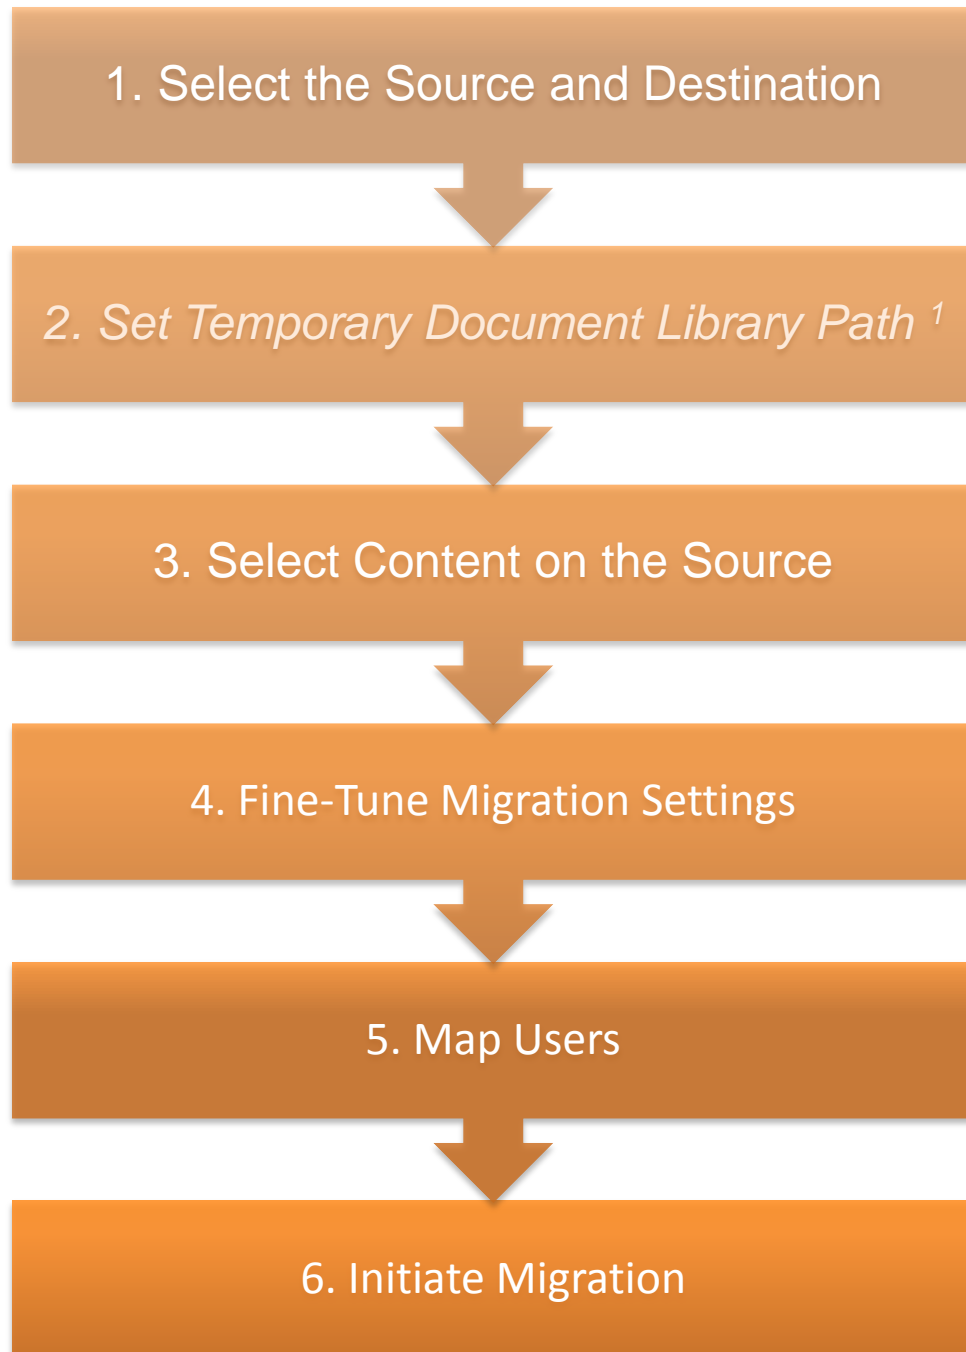 1. Select the Source and Destination
2. Set Temporary Document Library Path ¹
3. Select Content on the Source
4. Fine-Tune Migration Settings
5. Map Users
6. Initiate Migration